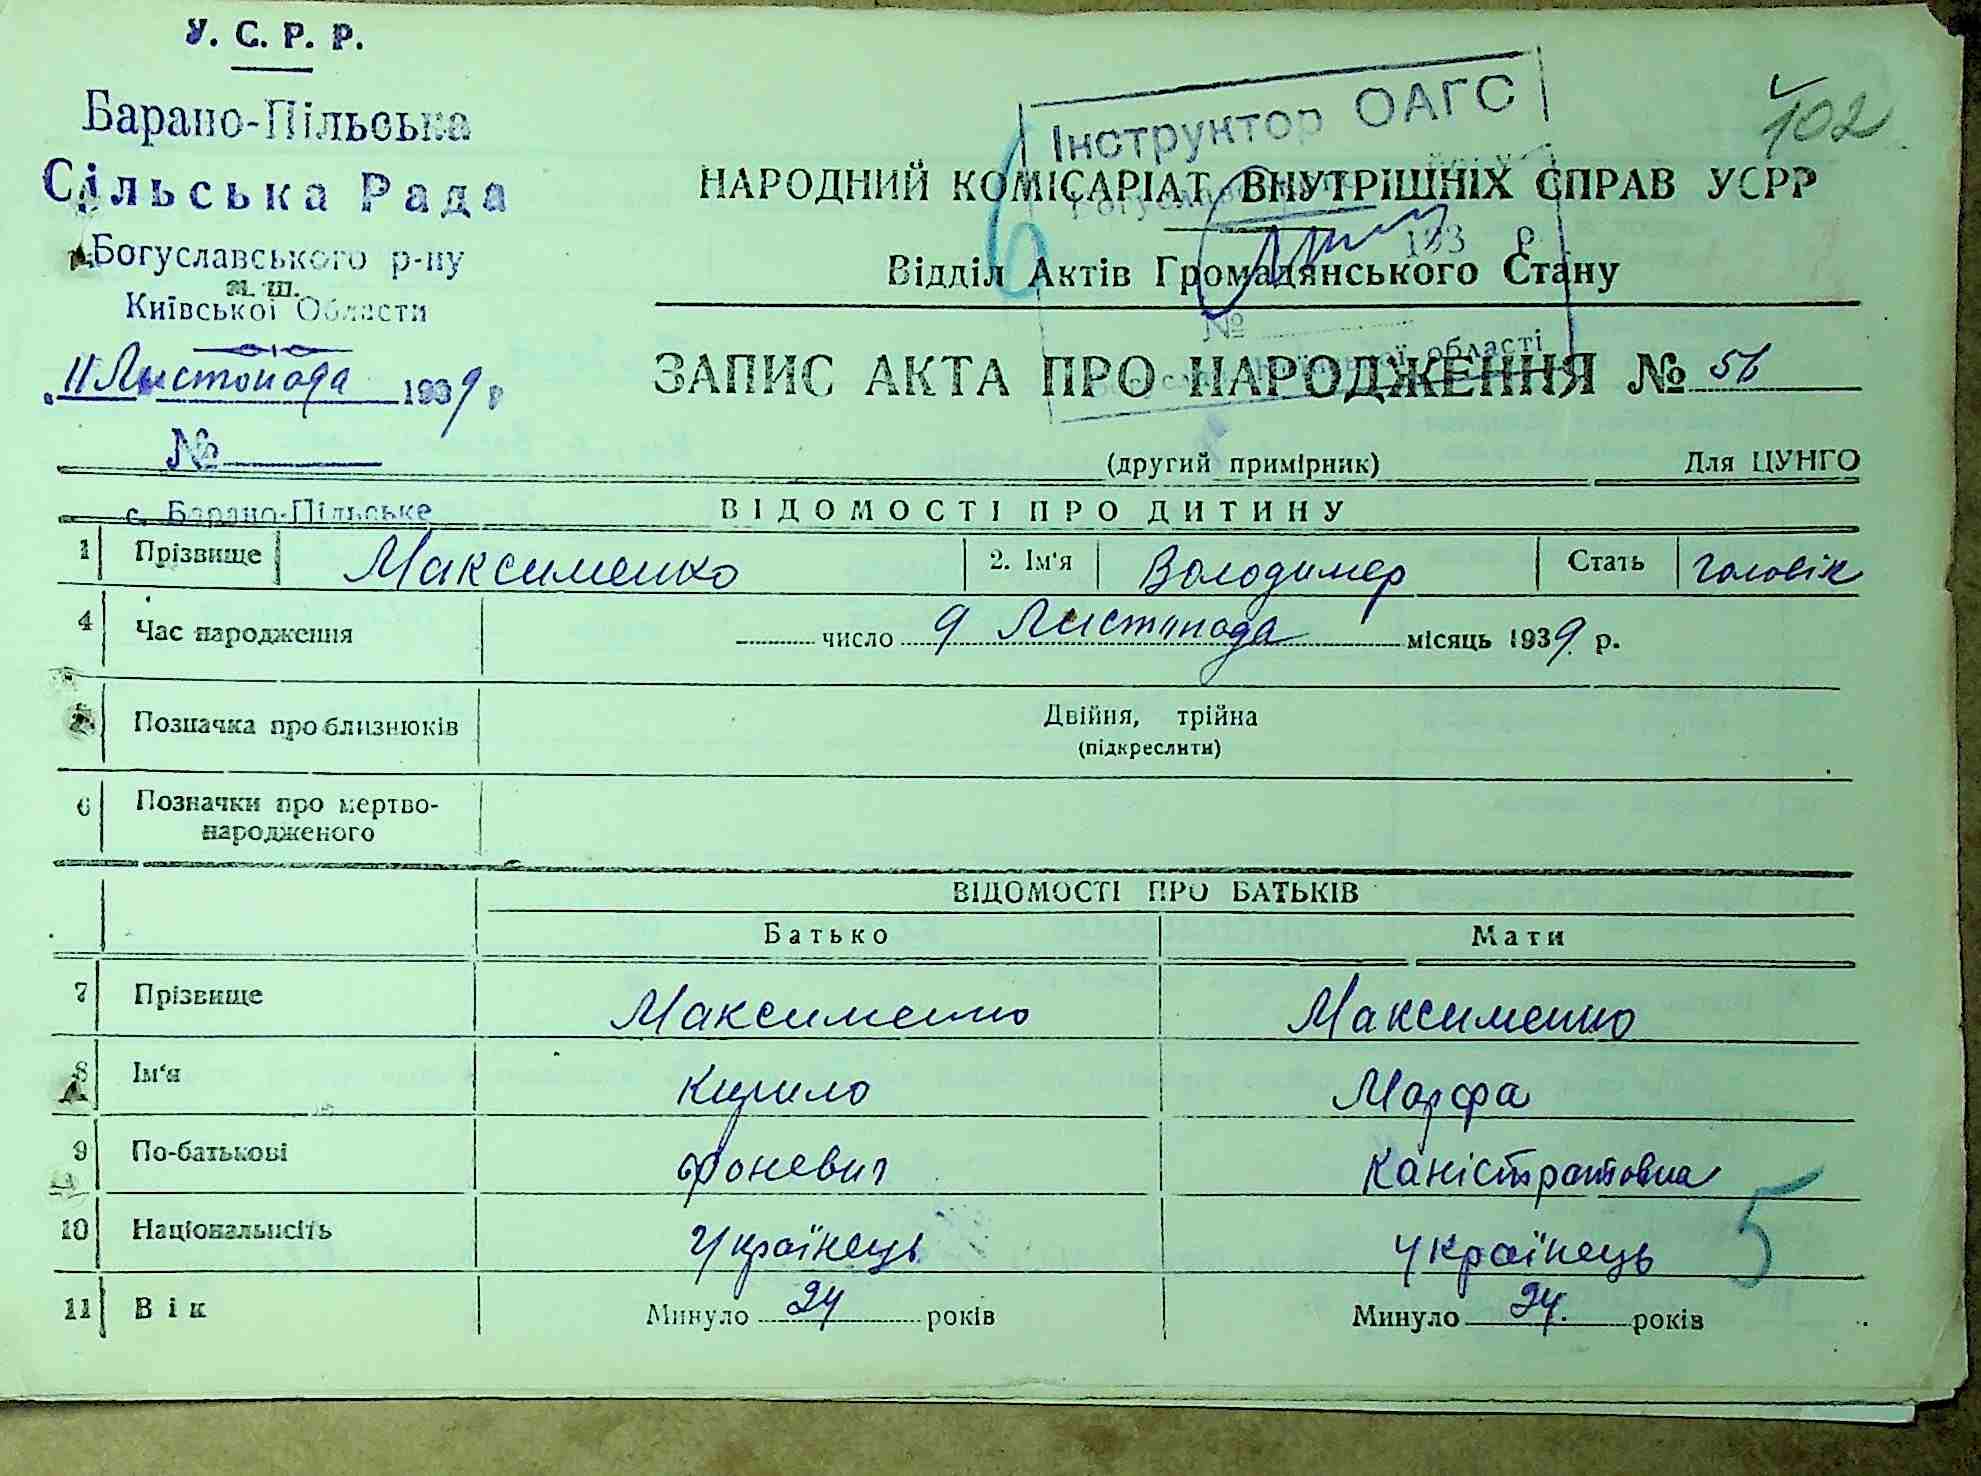 У. С. Р. Р.
Барано-Пільська
Сільська Рада
Богуславського р-ну
Київської Області
11 Листопада 1939 р
№
с. Барано-Пільське
102
Інструктор ОАГС
193 р.
№
області
6
НАРОДНИЙ КОМІСАРІАТ ВНУТРІШНІХ СПРАВ УСРР
Відділ Актів Громадянського Стану
ЗАПИС АКТА ПРО НАРОДЖЕННЯ № 56
(другий примірник) Для ЦУНГО
ВІДОМОСТІ ПРО ДИТИНУ
1 Прізвище Максименко 2. Ім'я Володимер Стать Чоловік
4 Час народження число 9 Листопада місяць 1939 р.
Позначка про близнюків Двійня, трійна
(підкреслити)
6 Позначки про мертво-
народженого
ВІДОМОСТІ ПРО БАТЬКІВ
Батько Мати
7 Прізвище Максименко Максименко
8 Ім'я Кирило Марфа
9 По-батькові Каністратовна
10 Національність Українець Українець
5
11 Вік Минуло 24 років Минуло 24. років